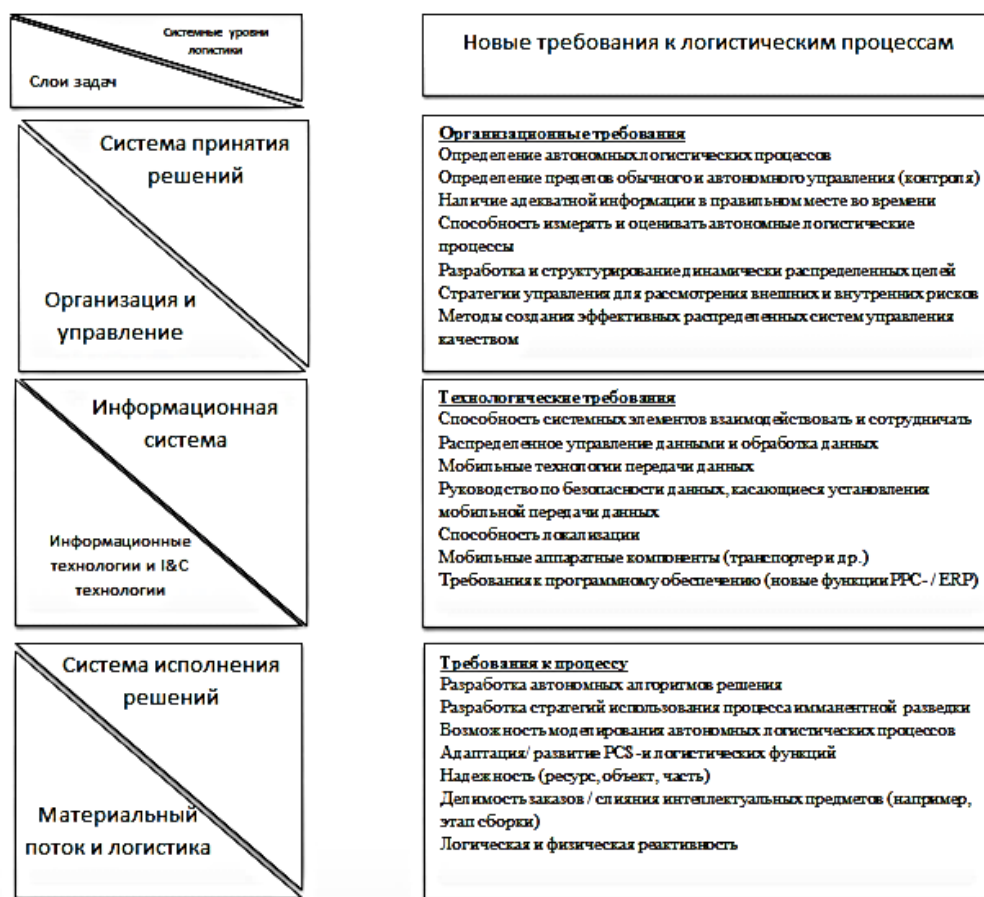 Системные уровни
логистики
Слои задач
Новые требования к логистическим процессам
Система принятия
решений
Организация и
управление
Организационные требования
Определение автономных логистических процессов
Определение пределов обычного и автономного управления (контроля)
Наличие адекватной информации в правильном месте во времени
Способность измерять и оценивать автономные логистические
процессы
Разработка и структурирование динамически распределенных целей
Стратегии управления для рассмотрения внешних и внутренних рисков
Методы создания эффективных распределенных систем управления
качеством
Информационная
система
Информационные
технологии и I&C
технологии
Технологические требования
Способность системных элементов взаимодействовать и сотрудничать
Распределенное управление данными и обработка данных
Мобильные технологии передачи данных
Руководство по безопасности данных, касающиеся установления
мобильной передачи данных
Способность локализации
Мобильные аппаратные компоненты (транспортер и др.)
Требования к программному обеспечению (новые функции PPC- / ERP)
Система исполнения
решений
Материальный
поток и логистика
Требования к процессу
Разработка автономных алгоритмов решения
Разработка стратегий использования процесса имманентной разведки
Возможность моделирования автономных логистических процессов
Адаптация/ развитие PCS -и логистических функций
Надежность (ресурс, объект, часть)
Делимость заказов / слияния интеллектуальных предметов (например,
этап сборки)
Логическая и физическая реактивность